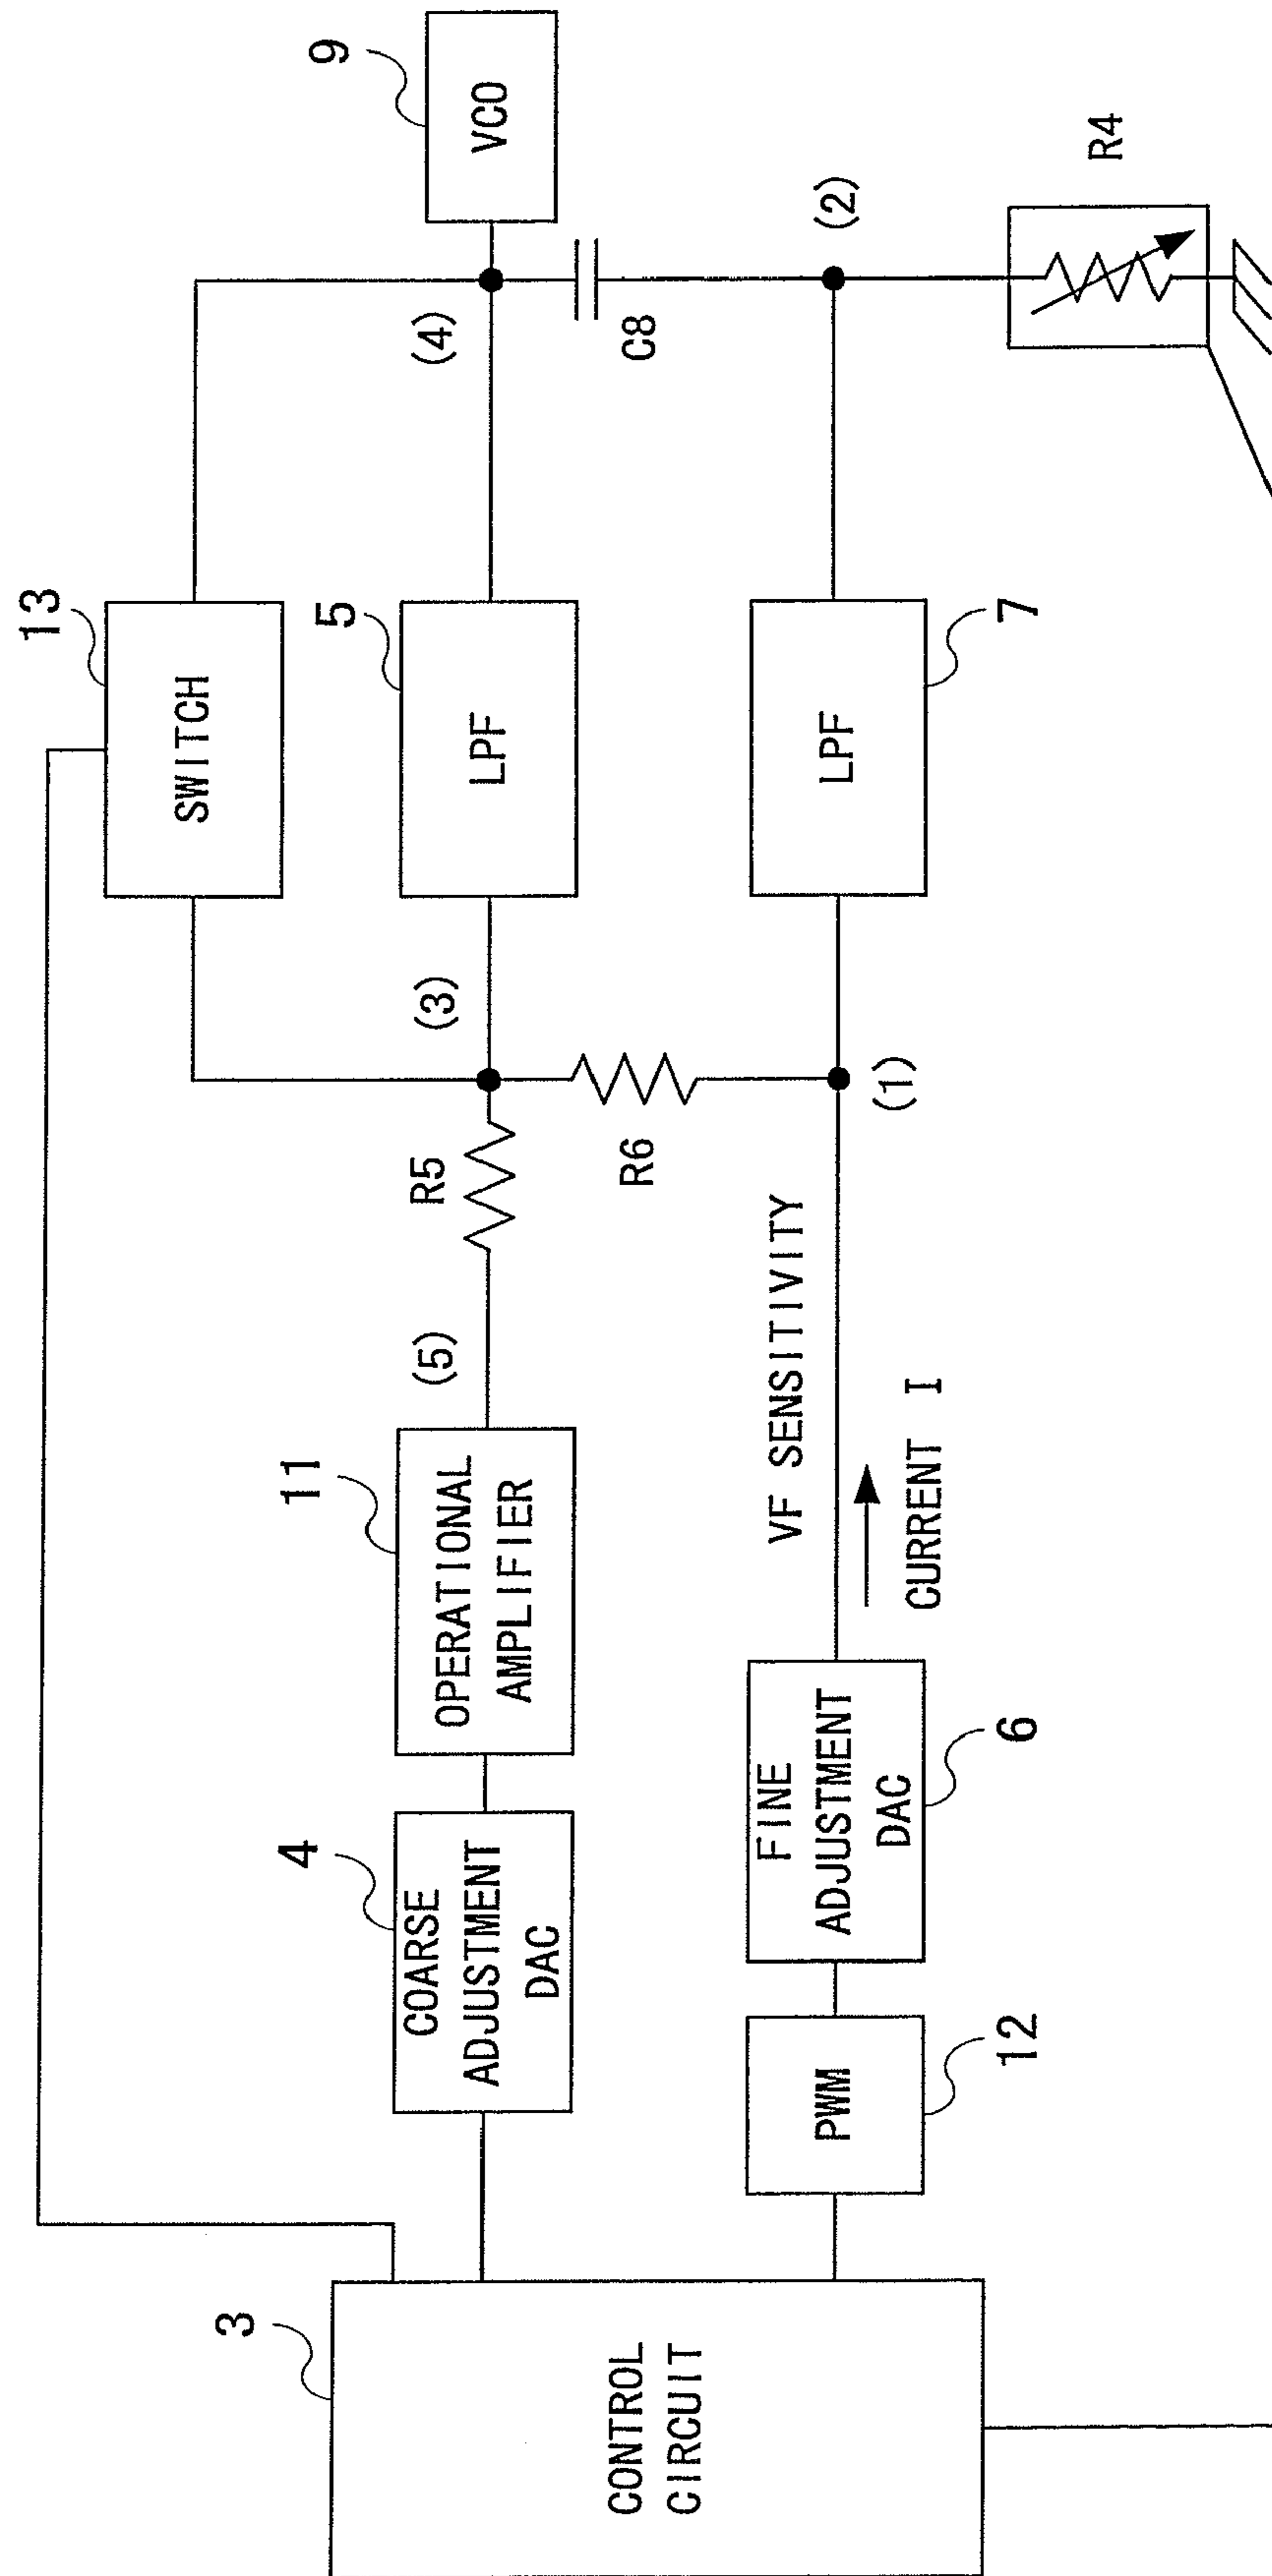 13
SWITCH
9
VCO
5
LPF
(4)
C8
(3)
R5
R6
(5)
11
OPERATIONAL
AMPLIFIER
4
COARSE
ADJUSTMENT
DAC
3
CONTROL
CIRCUIT
PWM
12
FINE
ADJUSTMENT
DAC
6
VF SENSITIVITY
CURRENT I
(1)
LPF
7
(2)
R4